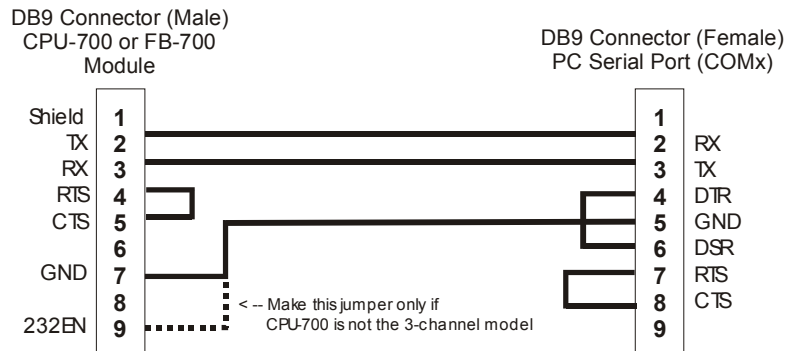 DB9 Connector (Male)
CPU-700 or FB-700
Module
DB9 Connector (Female)
PC Serial Port (COMx)
Shield 1
TX 2
RX 3
RTS 4
CTS 5
6
GND 7
8
232EN 9
1
2 RX
3 TX
4 DTR
5 GND
6 DSR
7 RTS
8 CTS
9
< -- Make this jumper only if
CPU-700 is not the 3-channel model